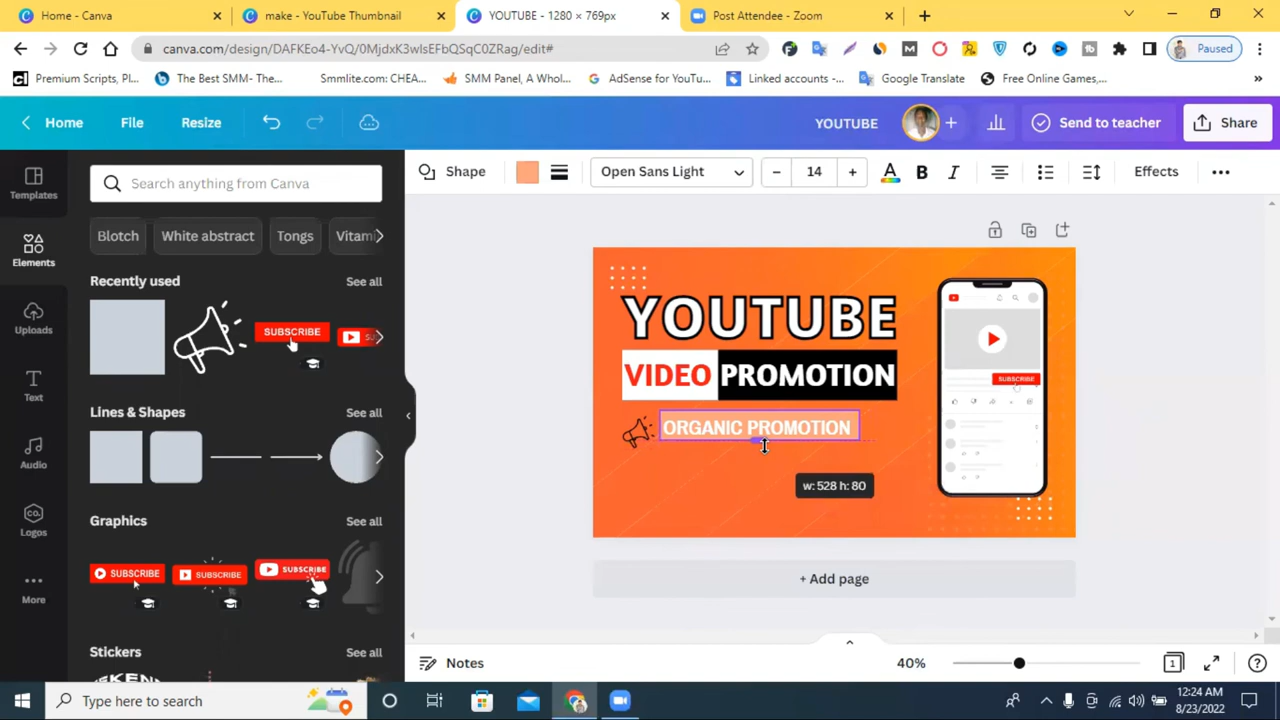 Home - Canva
make - YouTube Thumbnail
YOUTUBE - 1280 × 769px
Post Attendee - Zoom
canva.com/design/DAFKEo4-YvQ/0MjdxK3wlsEFbQSqC0ZRag/edit#
Paused
Premium Scripts, Pl...
The Best SMM- The...
Smmlite.com: CHEA...
SMM Panel, A Whol...
AdSense for YouTu...
Linked accounts -...
Google Translate
Free Online Games,...
Home
File
Resize
YOUTUBE
Send to teacher
Share
Templates
Elements
Uploads
Text
Audio
Logos
More
Search anything from Canva
Blotch
White abstract
Tongs
Vitam
Recently used
See all
SUBSCRIBE
SU
Lines & Shapes
See all
Graphics
See all
SUBSCRIBE
SUBSCRIBE
SUBSCRIBE
Stickers
See all
Shape
Open Sans Light
14
A
B
I
Effects
YOUTUBE
VIDEO PROMOTION
ORGANIC PROMOTION
SUBSCRIBE
w: 528 h: 80
+ Add page
Notes
40%
1
Type here to search
12:24 AM
8/23/2022